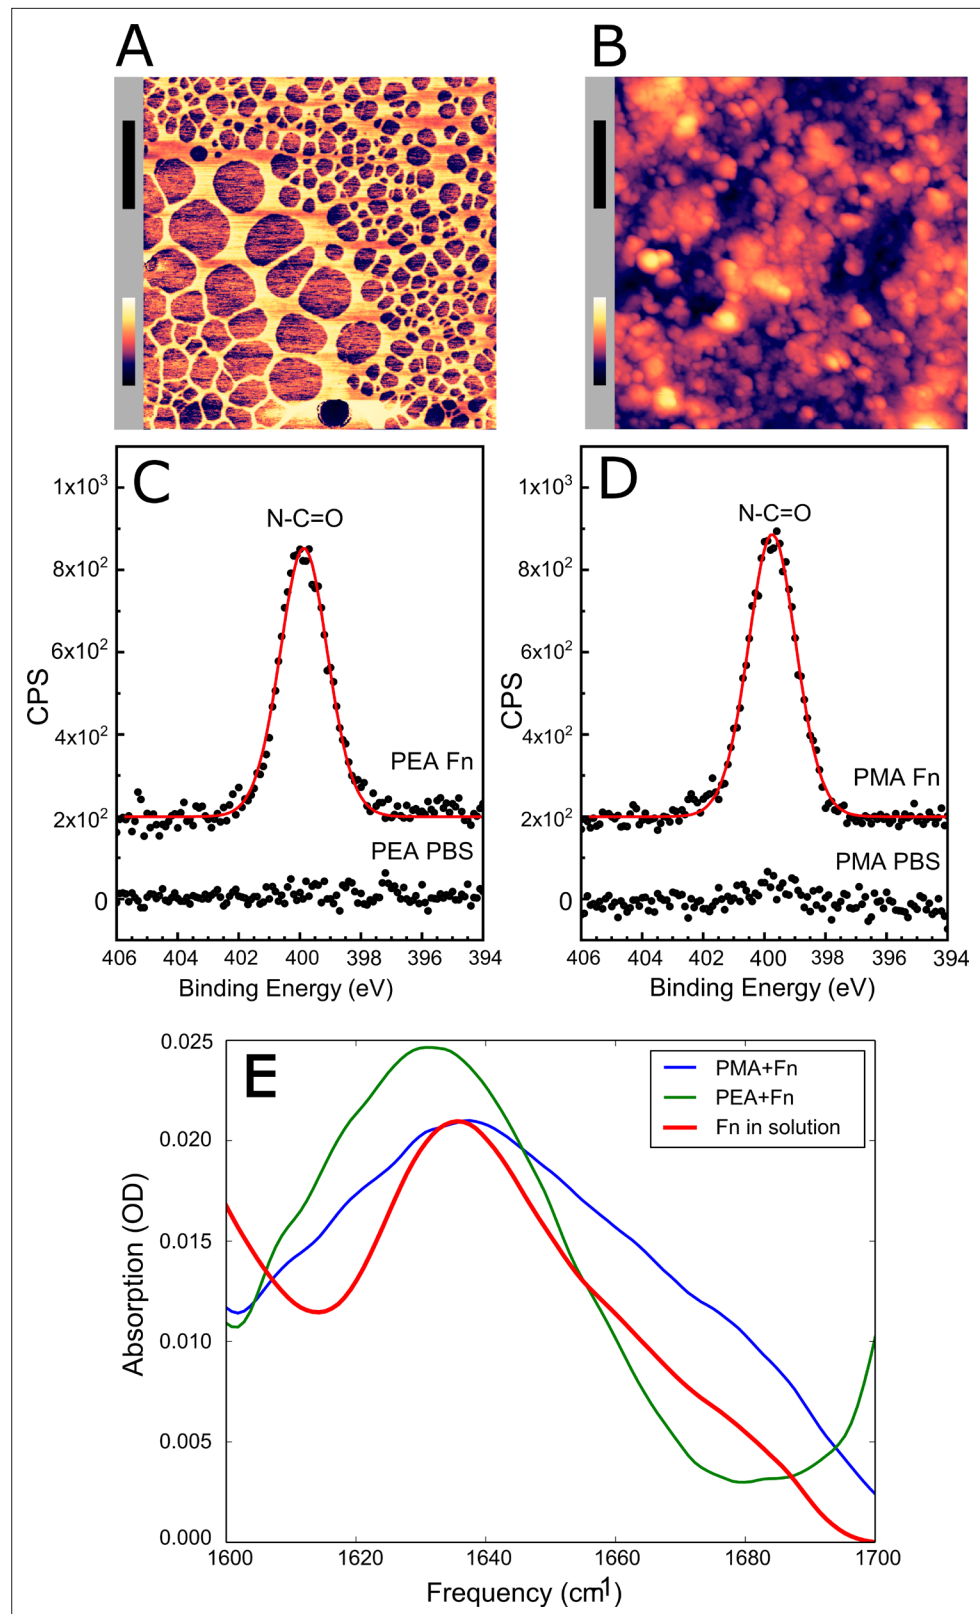 A
B
C
1x10³
8x10²
6x10²
4x10²
2x10²
0
CPS
N-C=O
PEA Fn
PEA PBS
406 404 402 400 398 396 394
Binding Energy (eV)
D
1x10³
8x10²
6x10²
4x10²
2x10²
0
CPS
N-C=O
PMA Fn
PMA PBS
406 404 402 400 398 396 394
Binding Energy (eV)
E
0.025
0.020
0.015
0.010
0.005
0.000
Absorption (OD)
PMA+Fn
PEA+Fn
Fn in solution
1600 1620 1640 1660 1680 1700
Frequency (cm⁻¹)